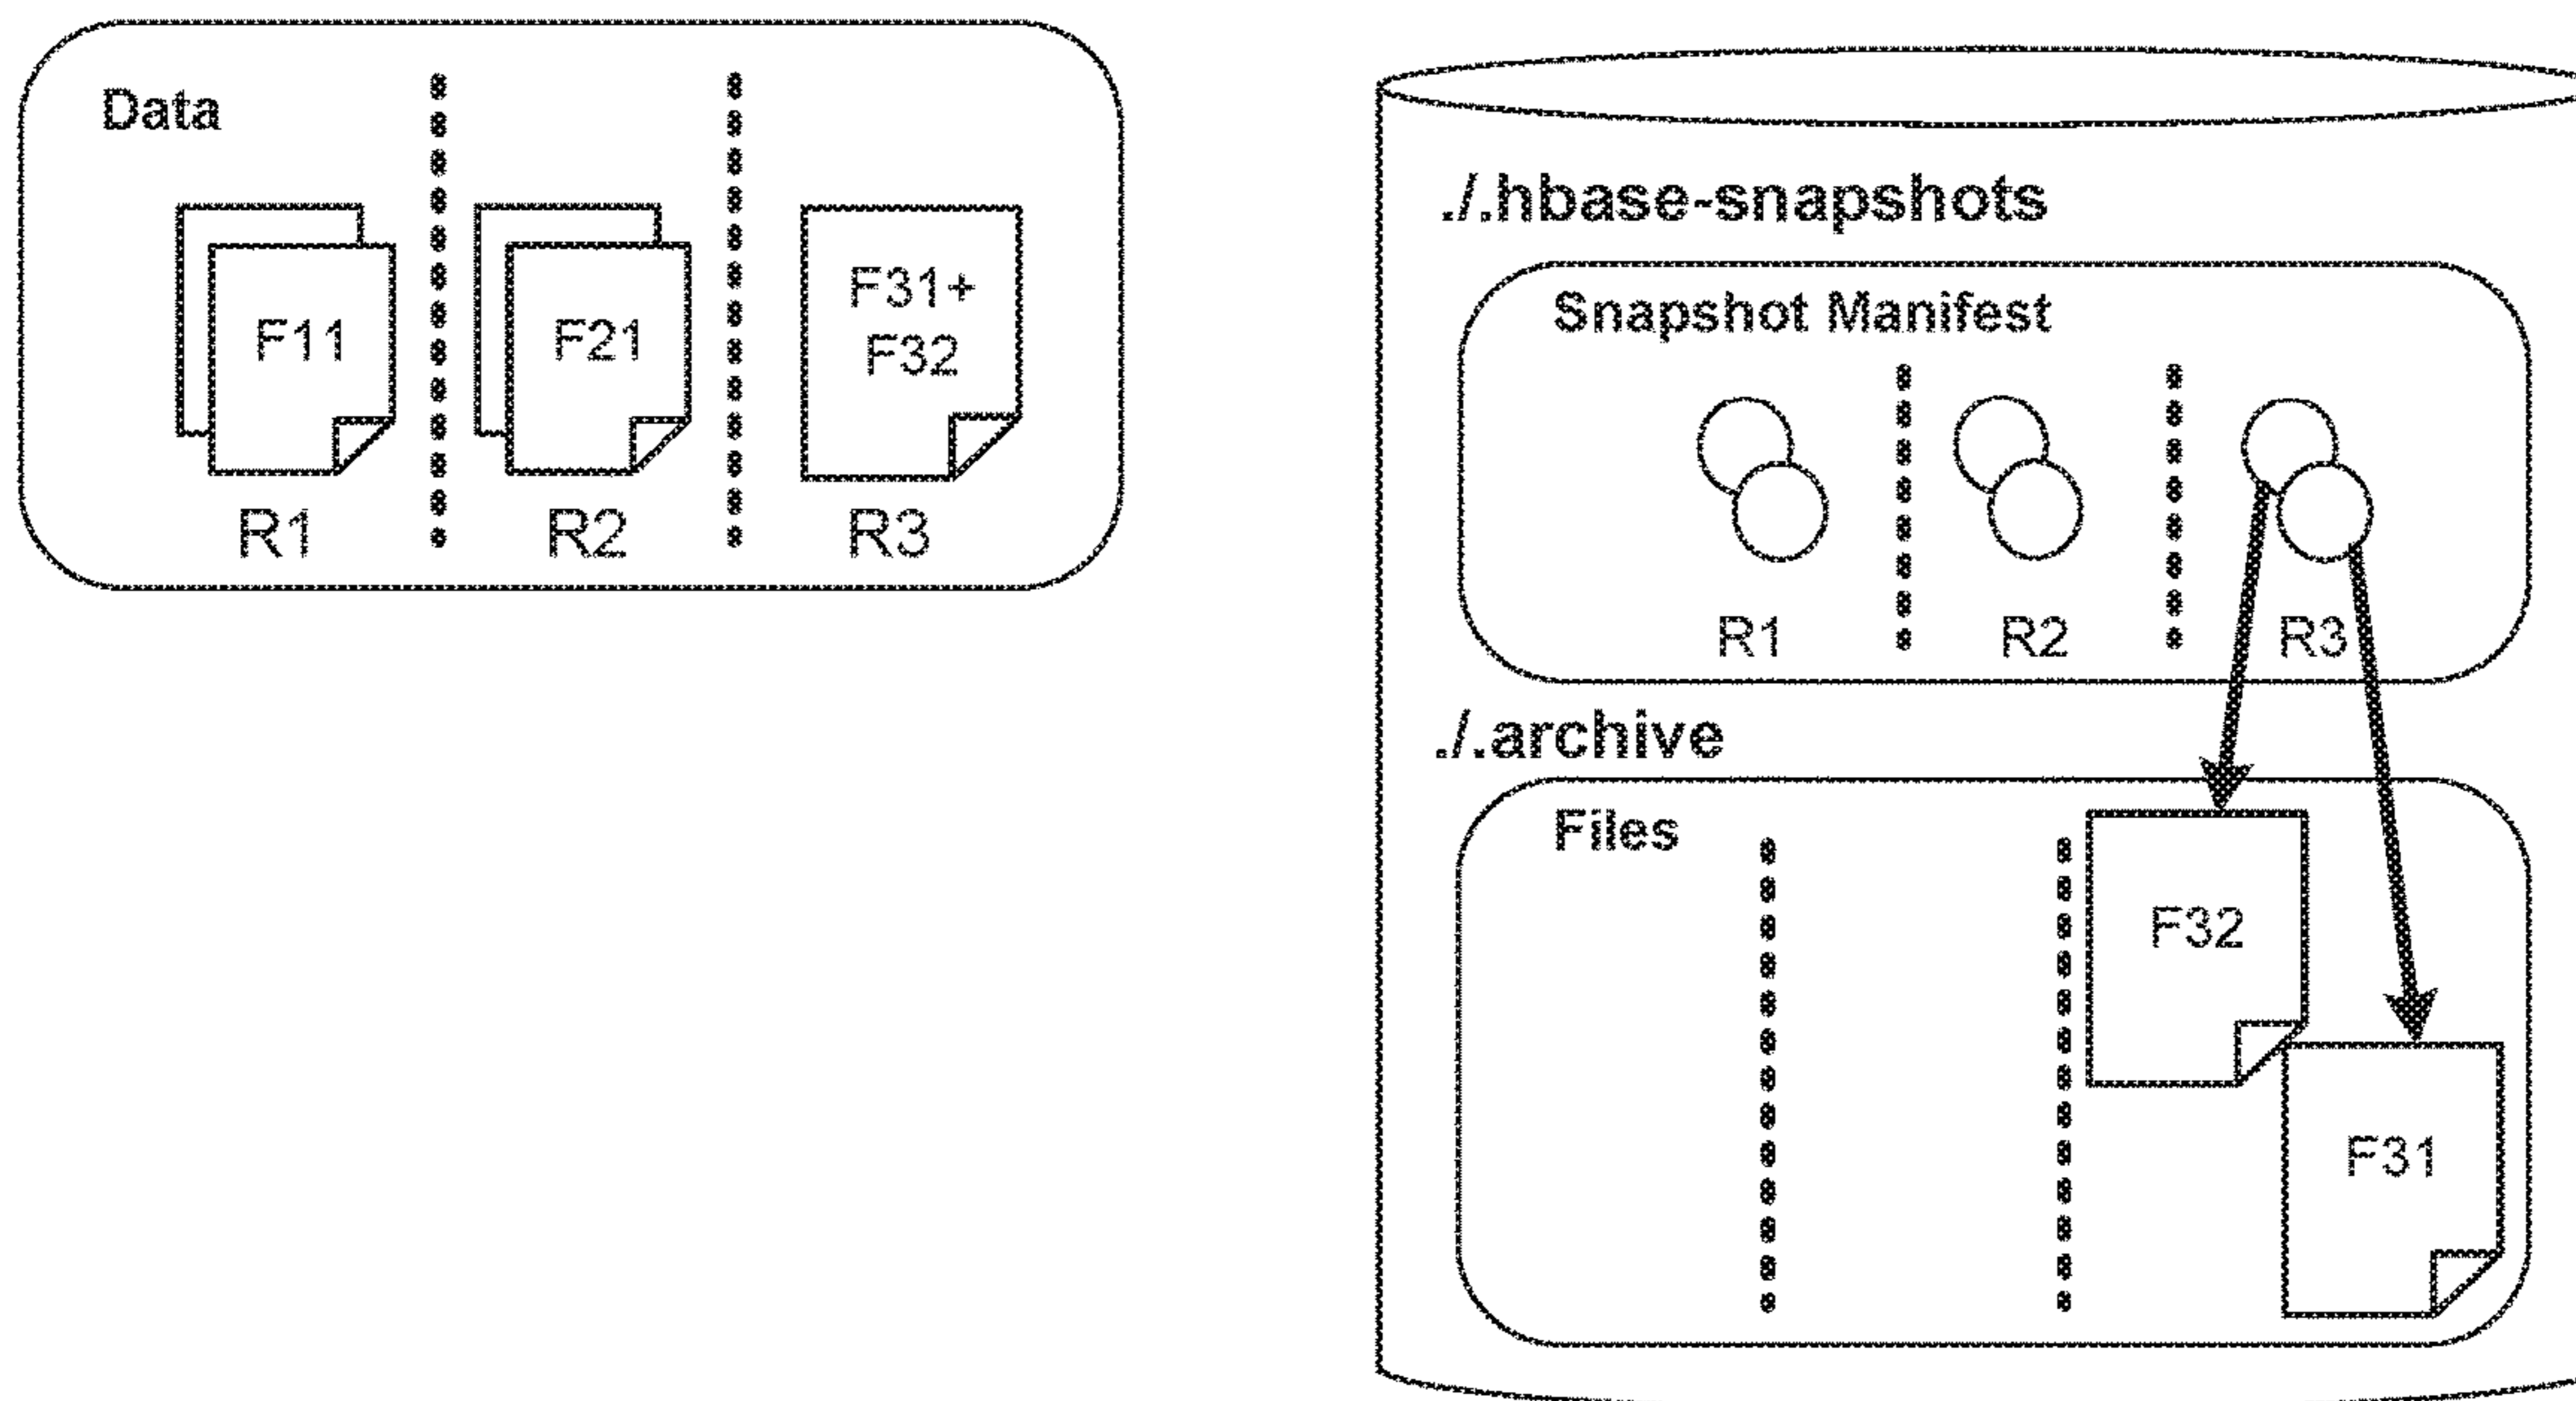 Data
F11
F21
F31+
F32
R1
R2
R3
./.hbase-snapshots
Snapshot Manifest
R1
R2
R3
./.archive
Files
F32
F31